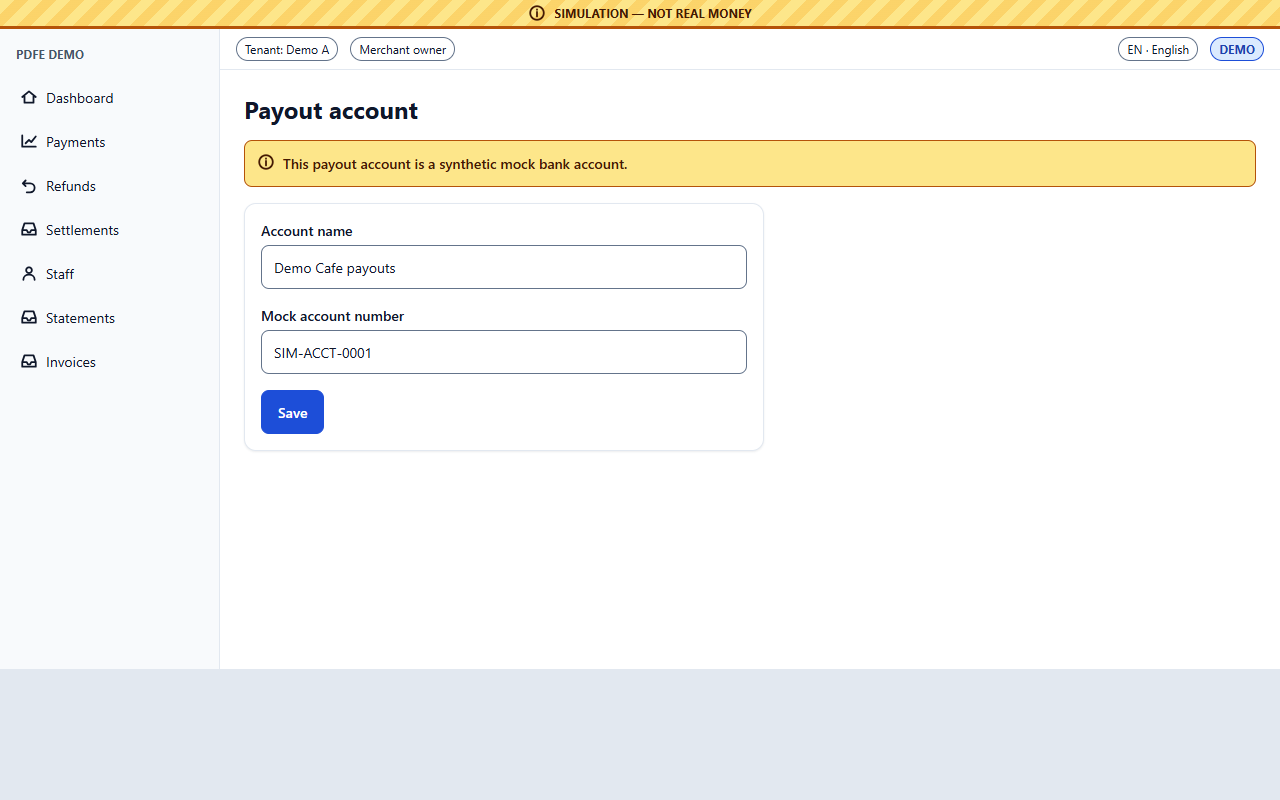 SIMULATION — NOT REAL MONEY
PDFE DEMO
Tenant: Demo A
Merchant owner
EN · English
DEMO
Dashboard
Payments
Refunds
Settlements
Staff
Statements
Invoices
Payout account
This payout account is a synthetic mock bank account.
Account name
Demo Cafe payouts
Mock account number
SIM-ACCT-0001
Save